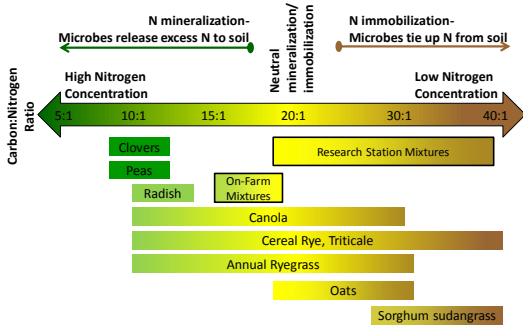 N mineralization-
Microbes release excess N to soil
Neutral
mineralization/
immobilization
N immobilization-
Microbes tie up N from soil
High Nitrogen
Concentration
Low Nitrogen
Concentration
Carbon:Nitrogen
Ratio
5:1 10:1 15:1 20:1 30:1 40:1
Clovers
Research Station Mixtures
Peas
Radish
On-Farm
Mixtures
Canola
Cereal Rye, Triticale
Annual Ryegrass
Oats
Sorghum sudangrass